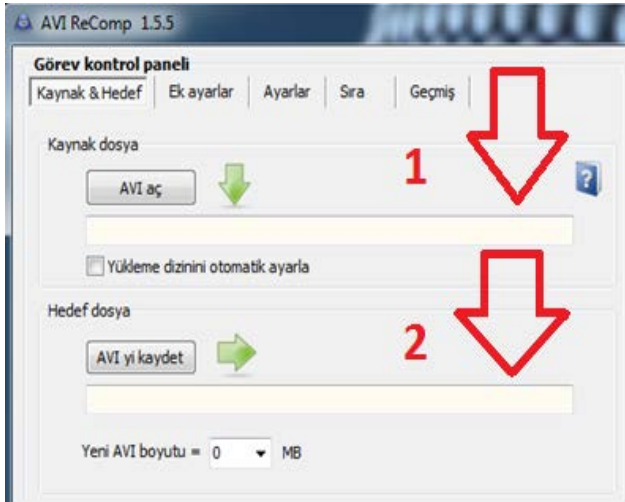 AVI ReComp 1.5.5
Görev kontrol paneli
Kaynak & Hedef Ek ayarlar Ayarlar Sıra Geçmiş
Kaynak dosya
1
AVI aç
?
Yükleme dizinini otomatik ayarla
Hedef dosya
2
AVI yi kaydet
Yeni AVI boyutu = 0 MB